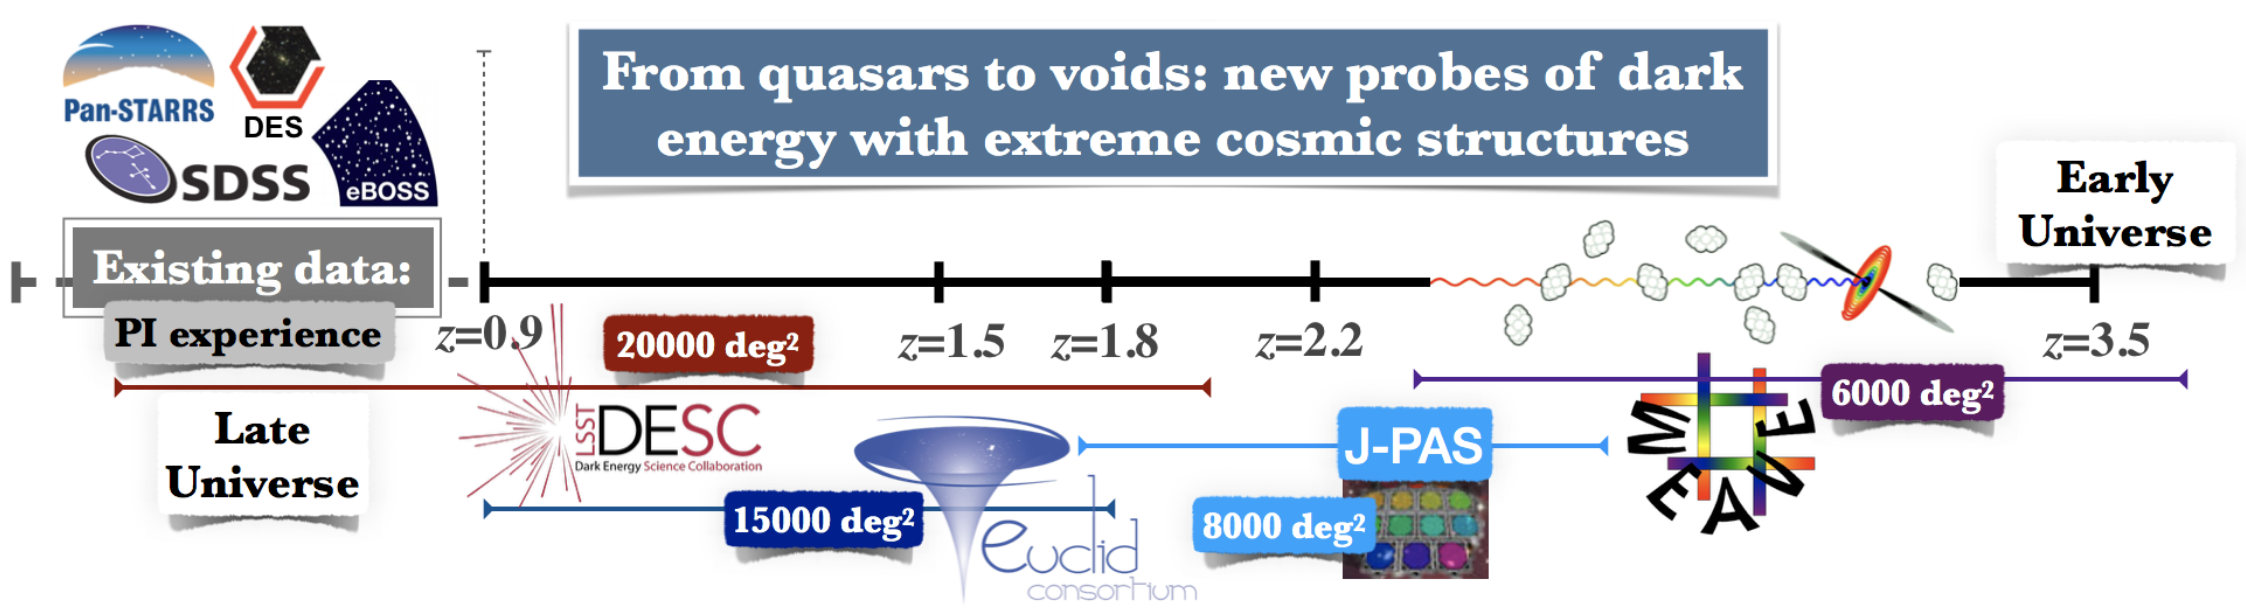 Pan-STARRS
DES
SDSS
eBOSS
From quasars to voids: new probes of dark
energy with extreme cosmic structures
Early
Universe
Existing data:
PI experience
z=0.9
z=1.5
z=1.8
z=2.2
z=3.5
20000 deg²
6000 deg²
Late
Universe
LSST
DESC
Dark Energy Science Collaboration
J-PAS
WEAVE
15000 deg²
8000 deg²
euclid
consortium